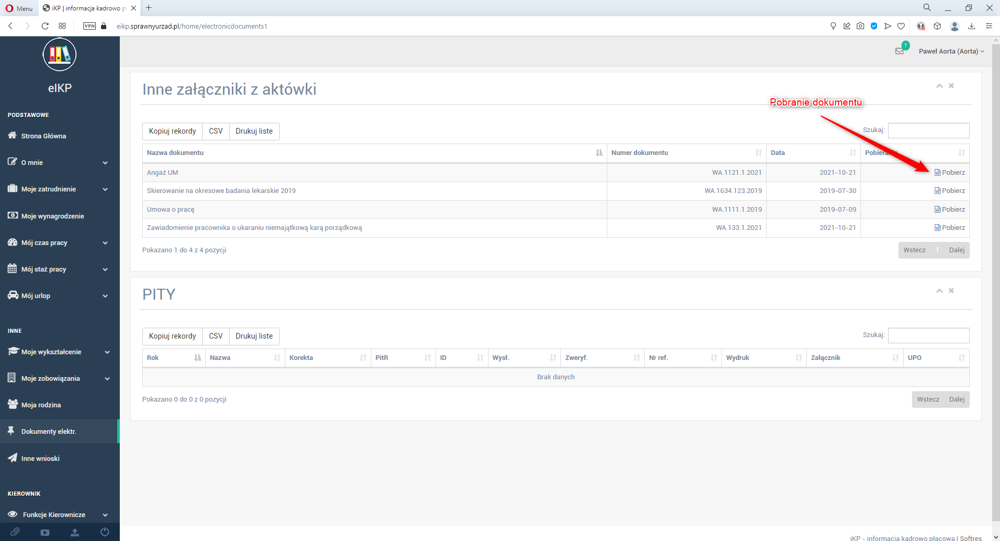 Menu
iKP | informacja kadrowo p
VPN
eikp.sprawnyurzad.pl/home/electronicdocuments1
eIKP
PODSTAWOWE
Strona Główna
O mnie
Moje zatrudnienie
Moje wynagrodzenie
Mój czas pracy
Mój staż pracy
Mój urlop
INNE
Moje wykształcenie
Moje zobowiązania
Moja rodzina
Dokumenty elektr.
Inne wnioski
KIEROWNIK
Funkcje Kierownicze
!
Paweł Aorta (Aorta)
Inne załączniki z aktówki
Pobranie dokumentu
Kopiuj rekordy CSV Drukuj liste
Szukaj:
Nazwa dokumentu Numer dokumentu Data
Angaż UM WA.1121.1.2021 2021-10-21 Pobierz
Skierowanie na okresowe badania lekarskie 2019 WA.1634.123.2019 2019-07-30 Pobierz
Umowa o pracę WA.1111.1.2019 2019-07-09 Pobierz
Zawiadomienie pracownika o ukaraniu niemajątkową karą porządkową WA.133.1.2021 2021-10-21 Pobierz
Pokazano 1 do 4 z 4 pozycji
Wstecz 1 Dalej
PITY
Kopiuj rekordy CSV Drukuj liste
Szukaj:
Rok Nazwa Korekta PitR ID Wysł. Zweryf. Nr ref. Wydruk Załącznik UPO
Brak danych
Pokazano 0 do 0 z 0 pozycji
Wstecz Dalej
iKP - informacja kadrowo płacowa | Softres